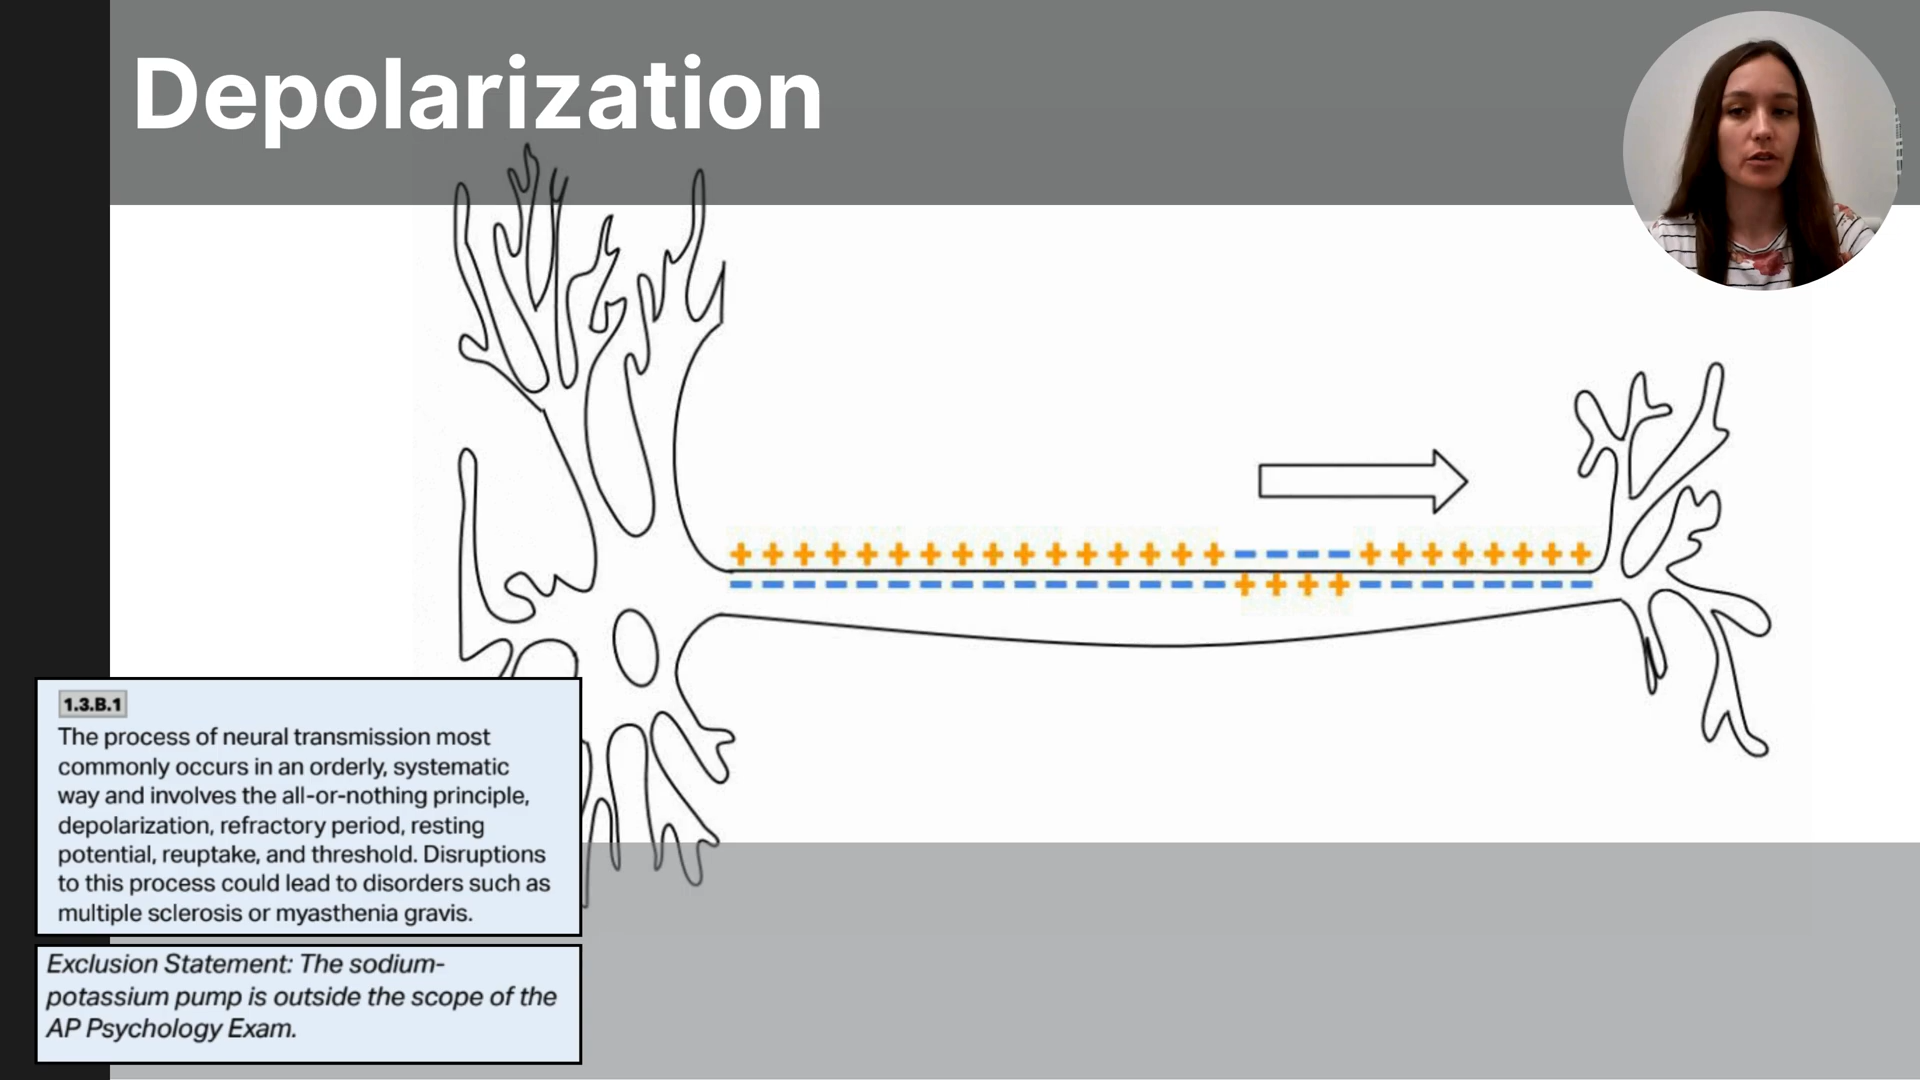 Depolarization
+ + + + + + + + + + + + + + + + − − − − + + + + + + + +
− − − − − − − − − − − − − − − − + + + + − − − − − − − −
1.3.B.1
The process of neural transmission most
commonly occurs in an orderly, systematic
way and involves the all-or-nothing principle,
depolarization, refractory period, resting
potential, reuptake, and threshold. Disruptions
to this process could lead to disorders such as
multiple sclerosis or myasthenia gravis.
Exclusion Statement: The sodium-
potassium pump is outside the scope of the
AP Psychology Exam.